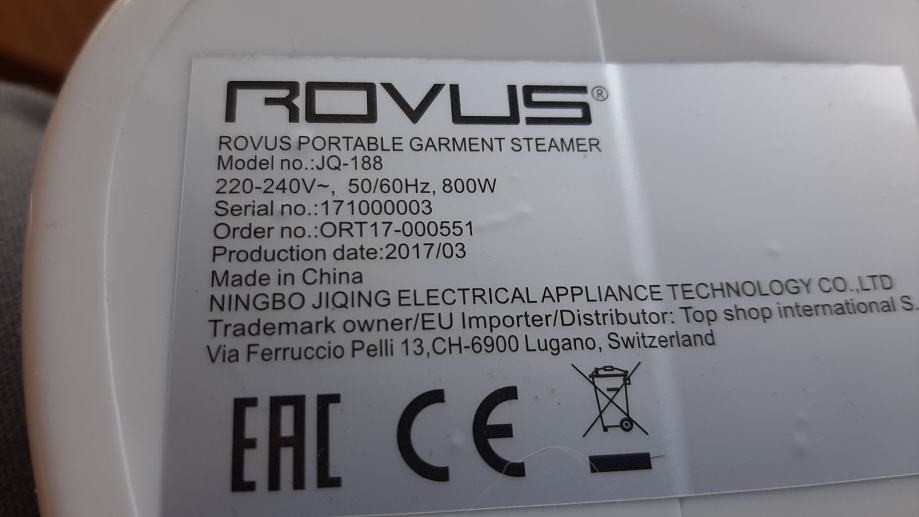 ROVUS®
ROVUS PORTABLE GARMENT STEAMER
Model no.:JQ-188
220-240V~, 50/60Hz, 800W
Serial no.:171000003
Order no.:ORT17-000551
Production date:2017/03
Made in China
NINGBO JIQING ELECTRICAL APPLIANCE TECHNOLOGY CO.,LTD
Trademark owner/EU Importer/Distributor: Top shop international S.
Via Ferruccio Pelli 13,CH-6900 Lugano, Switzerland
EAC CE